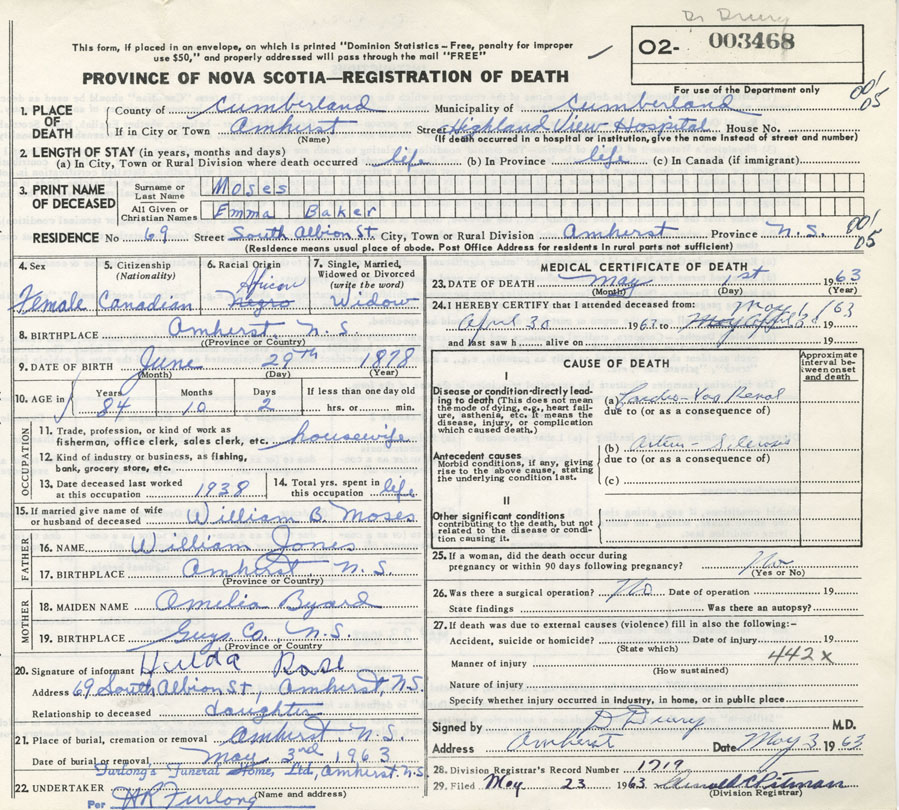 Dr Drury
This form, if placed in an envelope, on which is printed "Dominion Statistics – Free, penalty for improper
use $50," and properly addressed will pass through the mail "FREE"
02- 003468
PROVINCE OF NOVA SCOTIA—REGISTRATION OF DEATH
For use of the Department only
001
05
1. PLACE OF DEATH
County of Cumberland Municipality of Cumberland
If in City or Town Amherst Street Highland View Hospital House No.
(Name) (If death occurred in a hospital or institution, give the name instead of street and number)
2. LENGTH OF STAY (in years, months and days)
(a) In City, Town or Rural Division where death occurred life (b) In Province life (c) In Canada (if immigrant)
3. PRINT NAME OF DECEASED
Surname or Last Name Moses
All Given or Christian Names Emma Baker
RESIDENCE No 69 Street South Albion St City, Town or Rural Division Amherst Province N.S.
001
05
(Residence means usual place of abode. Post Office Address for residents in rural parts not sufficient)
4. Sex Female
5. Citizenship (Nationality) Canadian
6. Racial Origin African Negro
7. Single, Married, Widowed or Divorced (write the word) Widow
8. BIRTHPLACE Amherst, N.S.
(Province or Country)
9. DATE OF BIRTH June 29th 1878
(Month) (Day) (Year)
10. AGE in Years Months Days If less than one day old
84 10 2 hrs. or min.
OCCUPATION
11. Trade, profession, or kind of work as
fisherman, office clerk, sales clerk, etc. housewife
12. Kind of industry or business, as fishing,
bank, grocery store, etc.
13. Date deceased last worked
at this occupation 1938
14. Total yrs. spent in
this occupation life
15. If married give name of wife
or husband of deceased William B. Moses
FATHER
16. NAME William Jones
17. BIRTHPLACE Amherst, N.S.
(Province or Country)
MOTHER
18. MAIDEN NAME Amelia Byard
19. BIRTHPLACE Guys Co., N.S.
(Province or Country)
20. Signature of informant Hilda Rose
Address 69 South Albion St., Amherst, N.S.
Relationship to deceased daughter
21. Place of burial, cremation or removal Amherst N.S.
Date of burial or removal May 3rd 1963
Furlong's Funeral Home, Ltd, Amherst N.S.
22. UNDERTAKER (Name and address)
Per HR Furlong
MEDICAL CERTIFICATE OF DEATH
23. DATE OF DEATH May 1st 1963
(Month) (Day) (Year)
24. I HEREBY CERTIFY that I attended deceased from:
May 1/63
April 30 1963 to 19
and last saw h alive on 19
CAUSE OF DEATH
Approximate interval between onset and death
I
Disease or condition directly leading to death (This does not mean the mode of dying, e.g., heart failure, asthenia, etc. It means the disease, injury, or complication which caused death.)
(a) Cardio-Vas Renal
due to (or as a consequence of)
Antecedent causes
Morbid conditions, if any, giving rise to the above cause, stating the underlying condition last.
(b)
due to (or as a consequence of)
(c)
II
Other significant conditions
contributing to the death, but not related to the disease or condition causing it.
25. If a woman, did the death occur during
pregnancy or within 90 days following pregnancy? No
(Yes or No)
26. Was there a surgical operation? No Date of operation 19
State findings Was there an autopsy?
27. If death was due to external causes (violence) fill in also the following:-
Accident, suicide or homicide? Date of injury 19
(State which)
442x
Manner of injury
(How sustained)
Nature of injury
Specify whether injury occurred in industry, in home, or in public place
Signed by D Drury M.D.
Address Amherst Date May 3 1963
28. Division Registrar's Record Number 1719
29. Filed May 23 1963 Pitman
(Division Registrar)